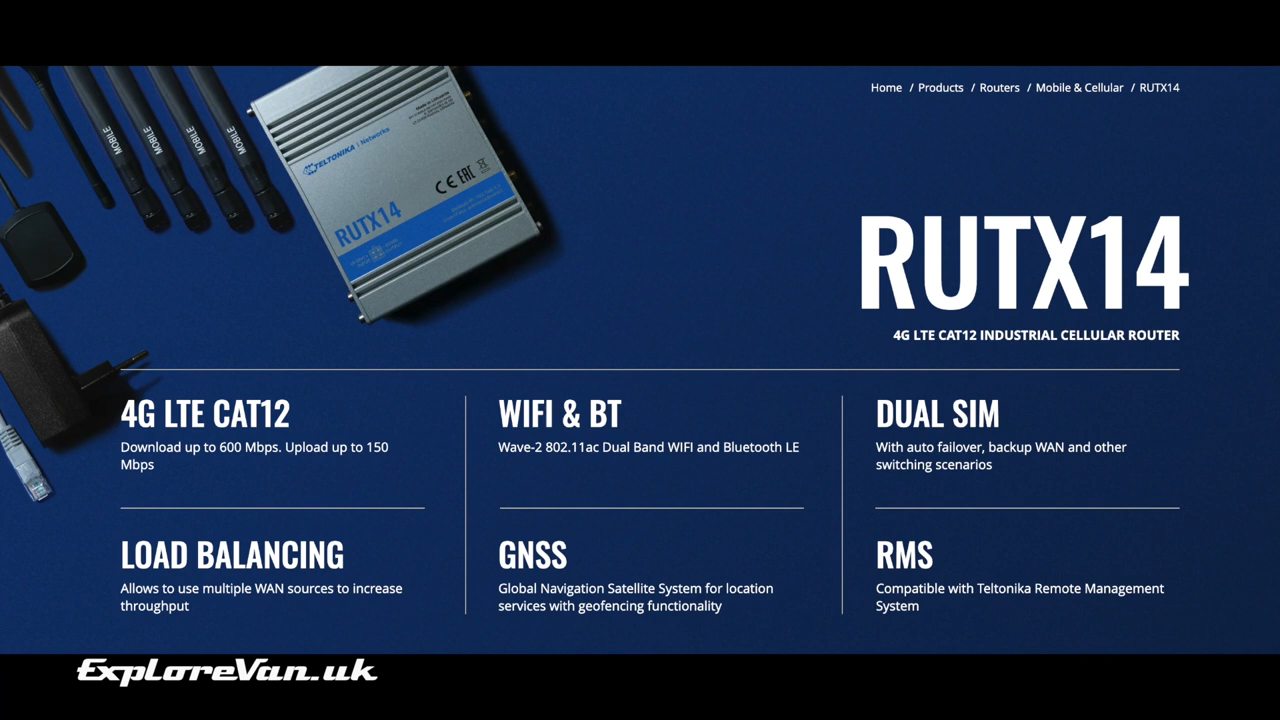 Home / Products / Routers / Mobile & Cellular / RUTX14
MOBILE
MOBILE
MOBILE
MOBILE
Made in Lithuania
TELTONIKA | Networks
CE EAC
RUTX14
RUTX14
4G LTE CAT12 INDUSTRIAL CELLULAR ROUTER
4G LTE CAT12
Download up to 600 Mbps. Upload up to 150
Mbps
WIFI & BT
Wave-2 802.11ac Dual Band WIFI and Bluetooth LE
DUAL SIM
With auto failover, backup WAN and other
switching scenarios
LOAD BALANCING
Allows to use multiple WAN sources to increase
throughput
GNSS
Global Navigation Satellite System for location
services with geofencing functionality
RMS
Compatible with Teltonika Remote Management
System
ExploreVan.uk